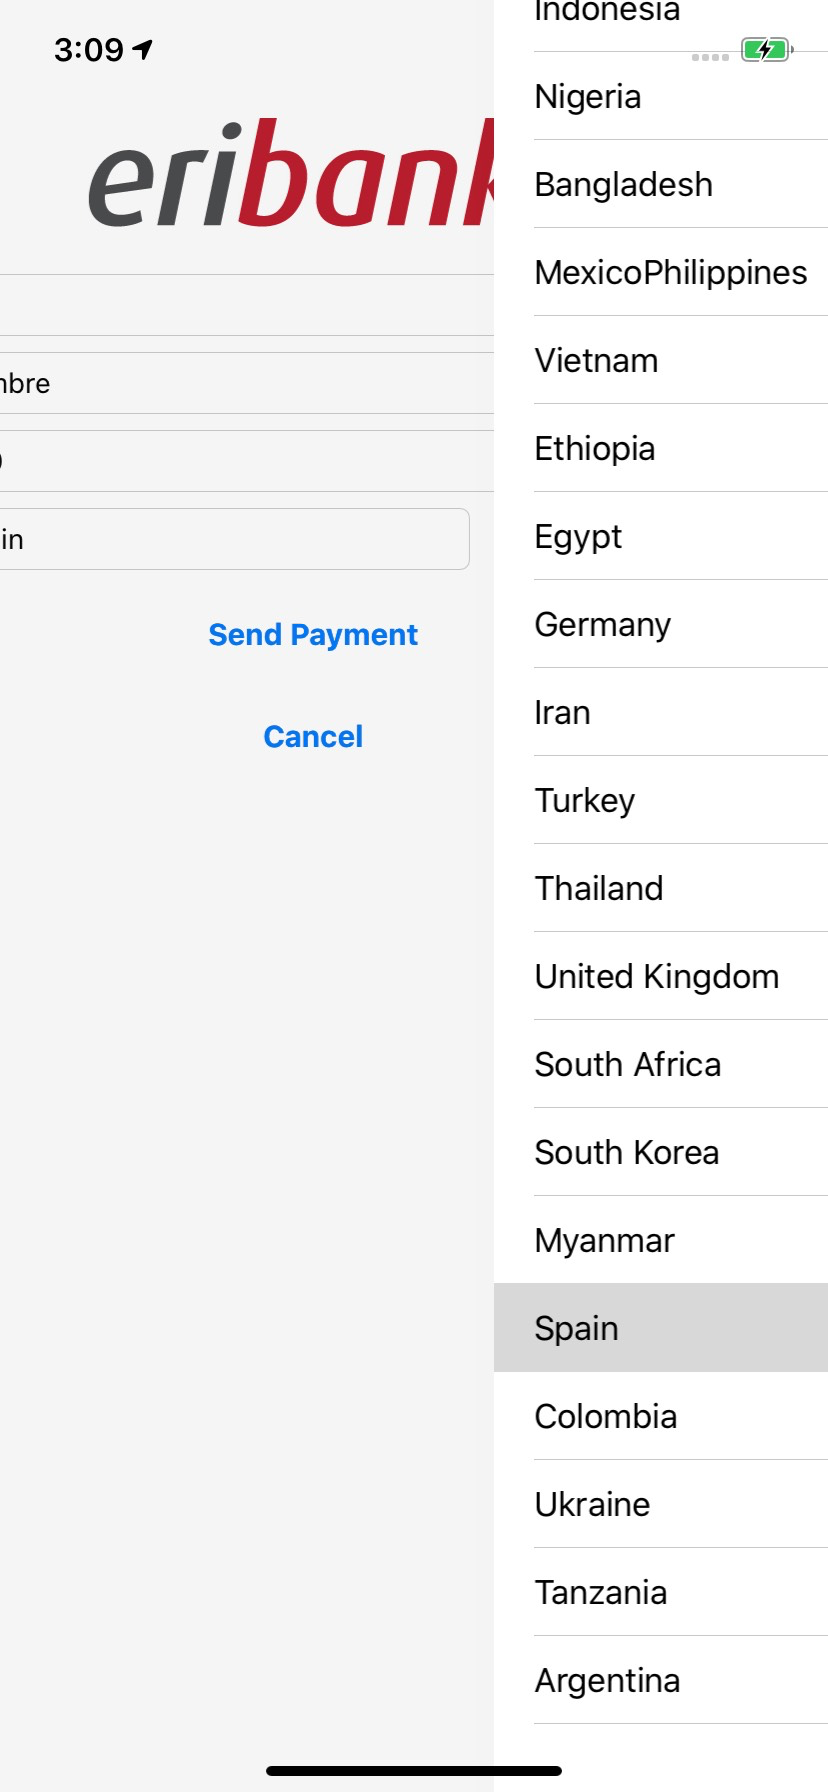 3:09
eribank
mbre
in
Send Payment
Cancel
Indonesia
Nigeria
Bangladesh
MexicoPhilippines
Vietnam
Ethiopia
Egypt
Germany
Iran
Turkey
Thailand
United Kingdom
South Africa
South Korea
Myanmar
Spain
Colombia
Ukraine
Tanzania
Argentina